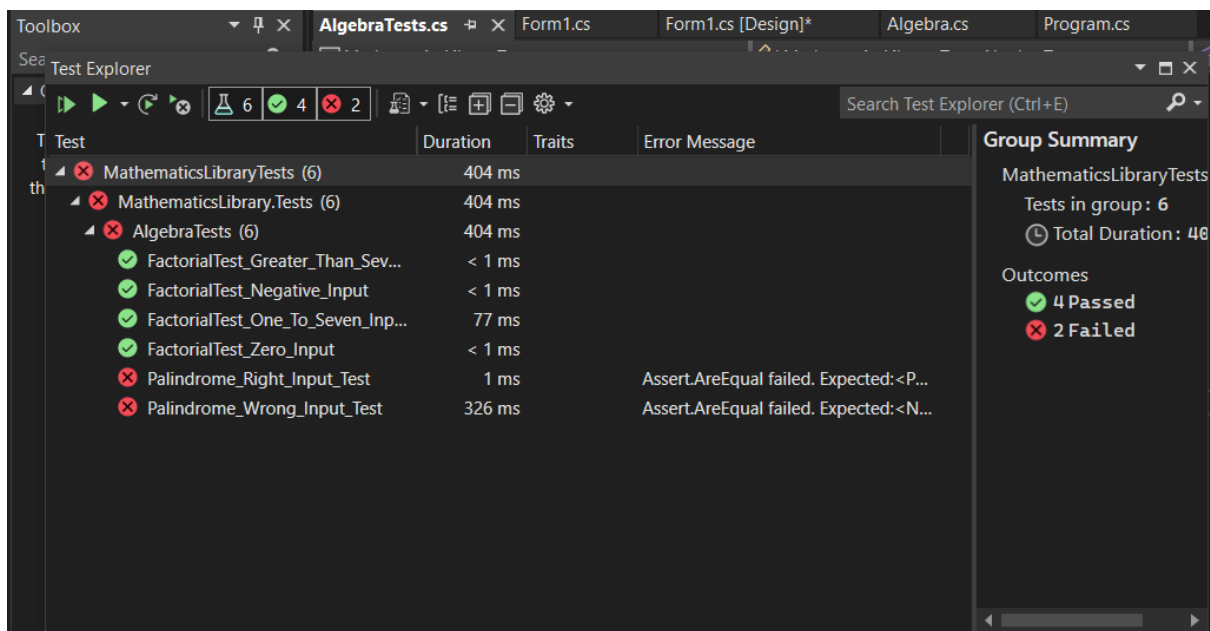 Toolbox
AlgebraTests.cs
Form1.cs
Form1.cs [Design]*
Algebra.cs
Program.cs
Sea
Test Explorer
6 4 2
Search Test Explorer (Ctrl+E)
Test Duration Traits Error Message
MathematicsLibraryTests (6) 404 ms
MathematicsLibrary.Tests (6) 404 ms
AlgebraTests (6) 404 ms
FactorialTest_Greater_Than_Sev... < 1 ms
FactorialTest_Negative_Input < 1 ms
FactorialTest_One_To_Seven_Inp... 77 ms
FactorialTest_Zero_Input < 1 ms
Palindrome_Right_Input_Test 1 ms Assert.AreEqual failed. Expected:<P...
Palindrome_Wrong_Input_Test 326 ms Assert.AreEqual failed. Expected:<N...
Group Summary
MathematicsLibraryTests
Tests in group: 6
Total Duration: 40
Outcomes
4 Passed
2 Failed